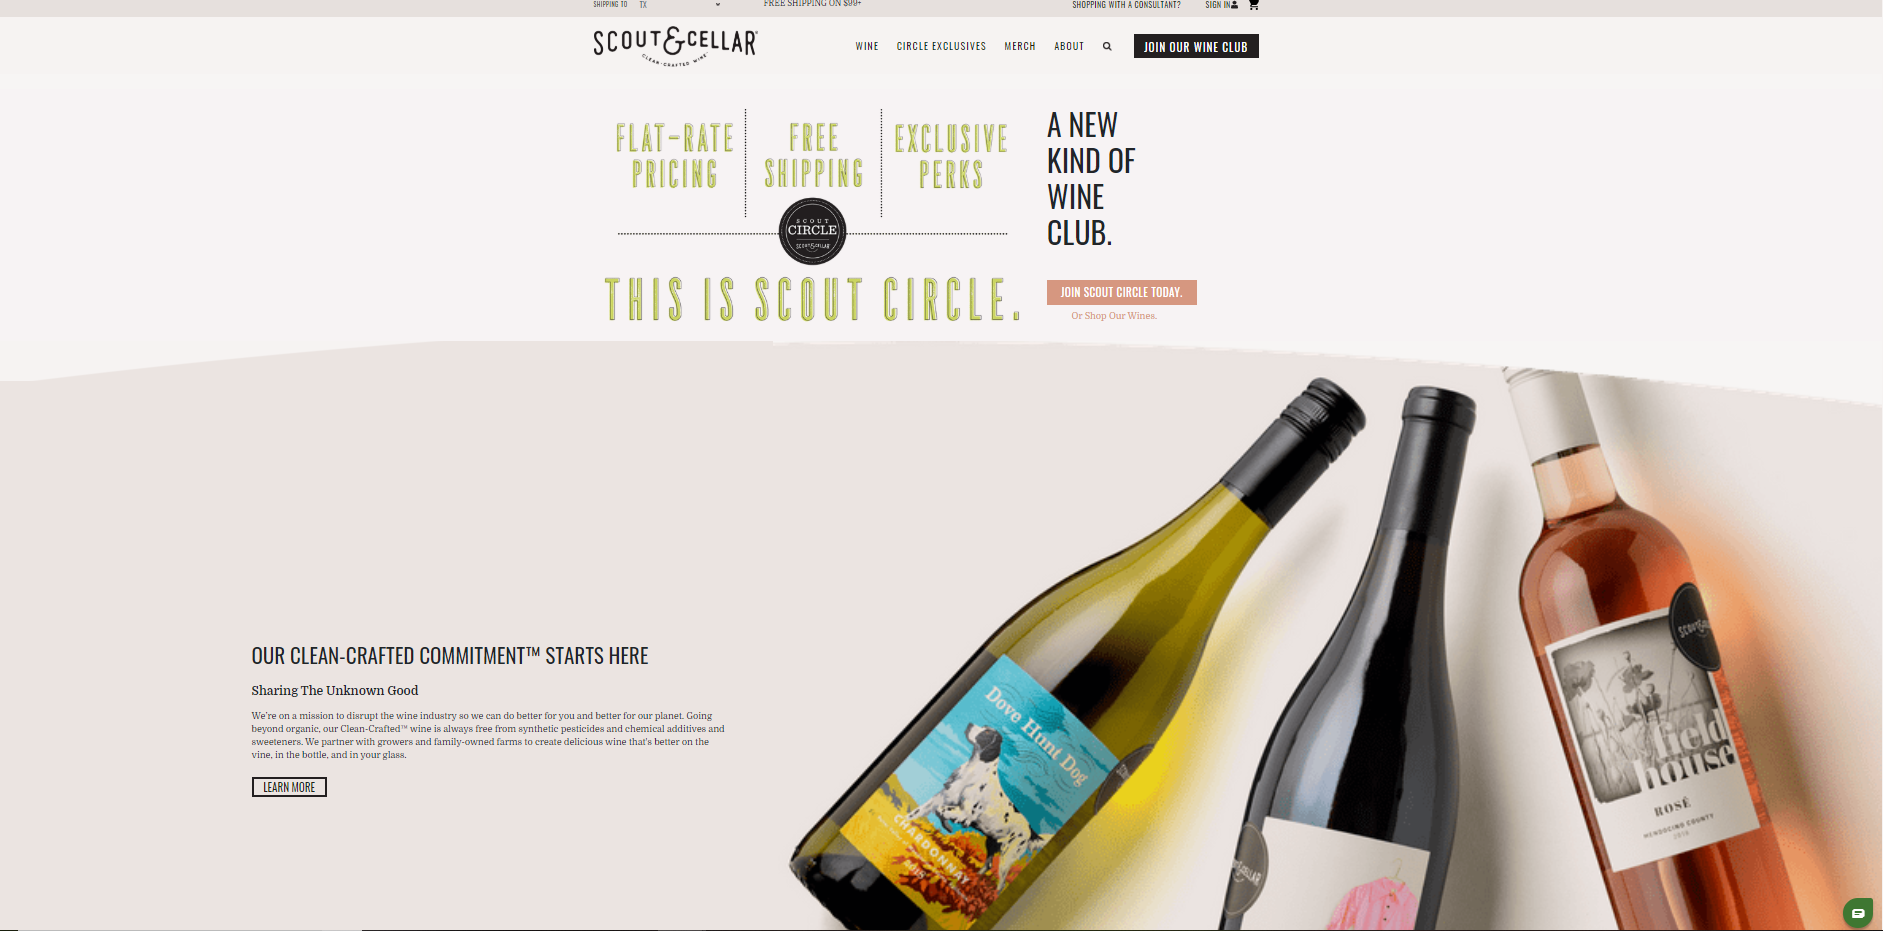 SHIPPING TO TX
FREE SHIPPING ON $99+
SHOPPING WITH A CONSULTANT?
SIGN IN
SCOUT & CELLAR
CLEAN-CRAFTED WINE™
WINE
CIRCLE EXCLUSIVES
MERCH
ABOUT
JOIN OUR WINE CLUB
FLAT-RATE
PRICING
FREE
SHIPPING
EXCLUSIVE
PERKS
SCOUT
CIRCLE
SCOUT & CELLAR
THIS IS SCOUT CIRCLE.
A NEW
KIND OF
WINE
CLUB.
JOIN SCOUT CIRCLE TODAY.
Or Shop Our Wines.
OUR CLEAN-CRAFTED COMMITMENT™ STARTS HERE
Sharing The Unknown Good
We're on a mission to disrupt the wine industry so we can do better for you and better for our planet. Going
beyond organic, our Clean-Crafted™ wine is always free from synthetic pesticides and chemical additives and
sweeteners. We partner with growers and family-owned farms to create delicious wine that's better on the
vine, in the bottle, and in your glass.
LEARN MORE
Dove Hunt Dog
CHARDONNAY
2018
field
house
ROSÉ
MENDOCINO COUNTY
2019